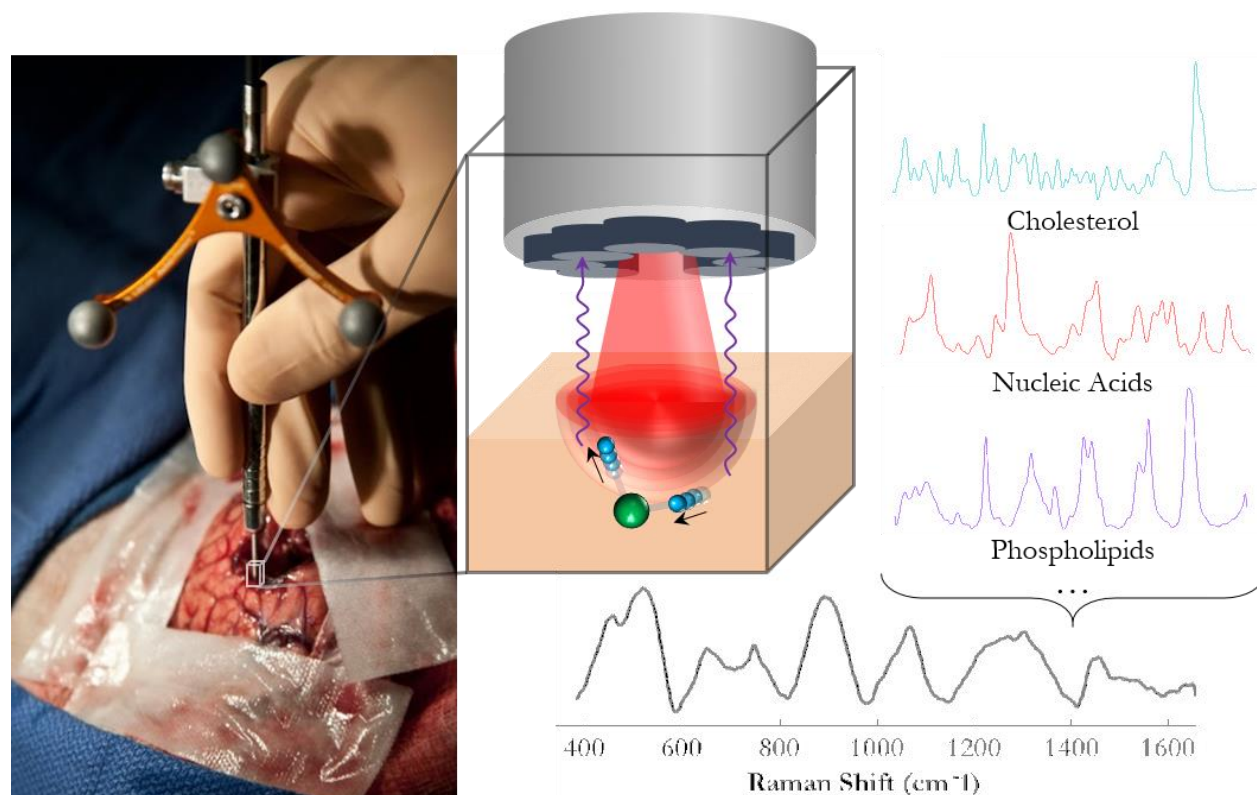 Cholesterol
Nucleic Acids
Phospholipids
...
400 600 800 1000 1200 1400 1600
Raman Shift (cm⁻¹)